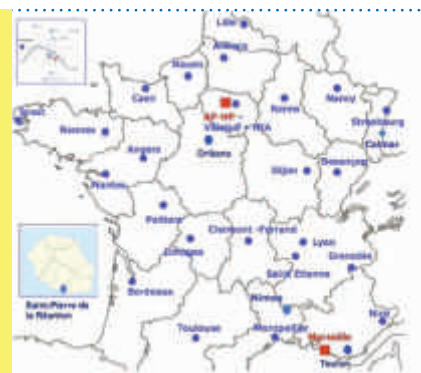 Lille
Amiens
Rouen
Caen
Reims
Nancy
Strasbourg
Colmar
Brest
Rennes
AP-HP -
Villejuif + HIA
Orléans
Angers
Nantes
Dijon
Besançon
Poitiers
Limoges
Clermont-Ferrand
Lyon
Grenoble
Saint Etienne
Bordeaux
Saint-Pierre de
la Réunion
Nîmes
Nice
Toulouse
Montpellier
Marseille
Toulon